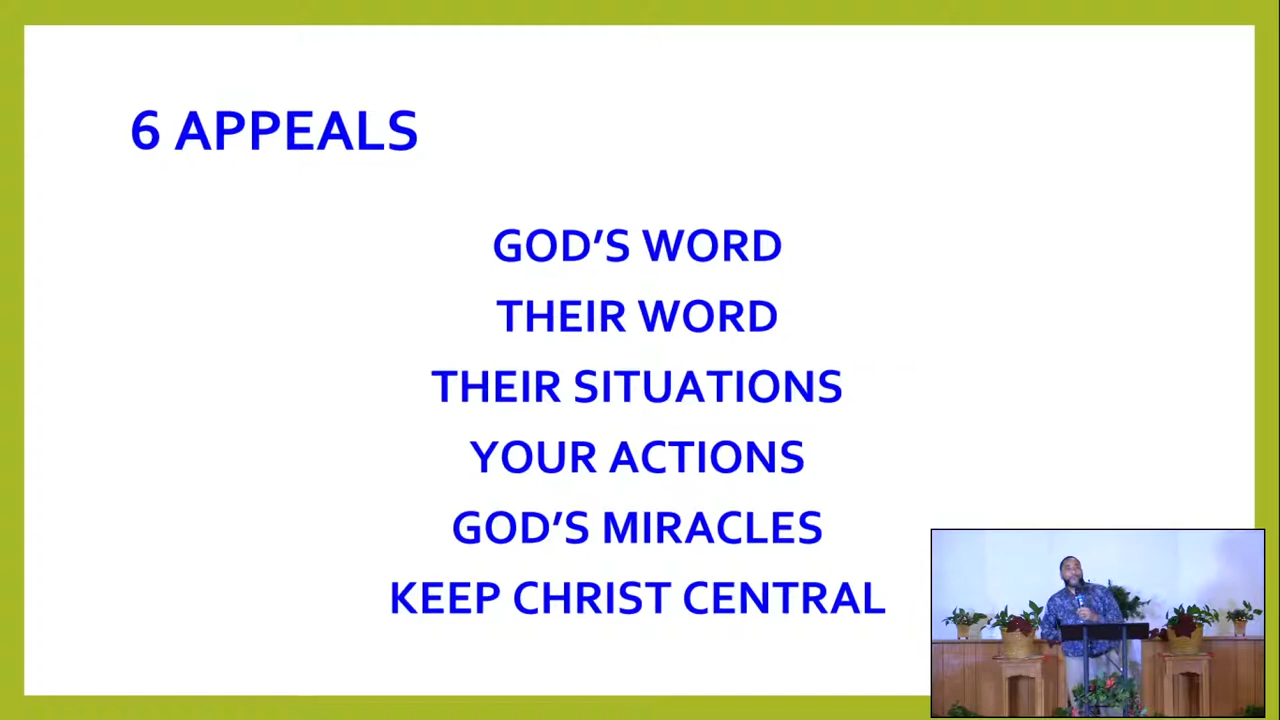 6 APPEALS
GOD’S WORD
THEIR WORD
THEIR SITUATIONS
YOUR ACTIONS
GOD’S MIRACLES
KEEP CHRIST CENTRAL